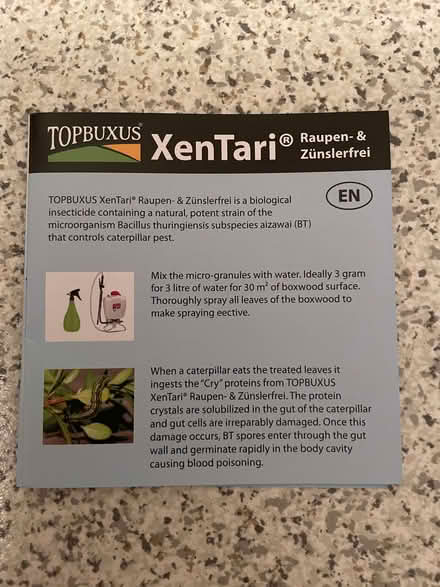 TOPBUXUS®
XenTari® Raupen- &
Zünslerfrei
EN
TOPBUXUS XenTari® Raupen- & Zünslerfrei is a biological
insecticide containing a natural, potent strain of the
microorganism Bacillus thuringiensis subspecies aizawai (BT)
that controls caterpillar pest.
Mix the micro-granules with water. Ideally 3 gram
for 3 litre of water for 30 m² of boxwood surface.
Thoroughly spray all leaves of the boxwood to
make spraying eective.
When a caterpillar eats the treated leaves it
ingests the “Cry” proteins from TOPBUXUS
XenTari® Raupen- & Zünslerfrei. The protein
crystals are solubilized in the gut of the caterpillar
and gut cells are irreparably damaged. Once this
damage occurs, BT spores enter through the gut
wall and germinate rapidly in the body cavity
causing blood poisoning.